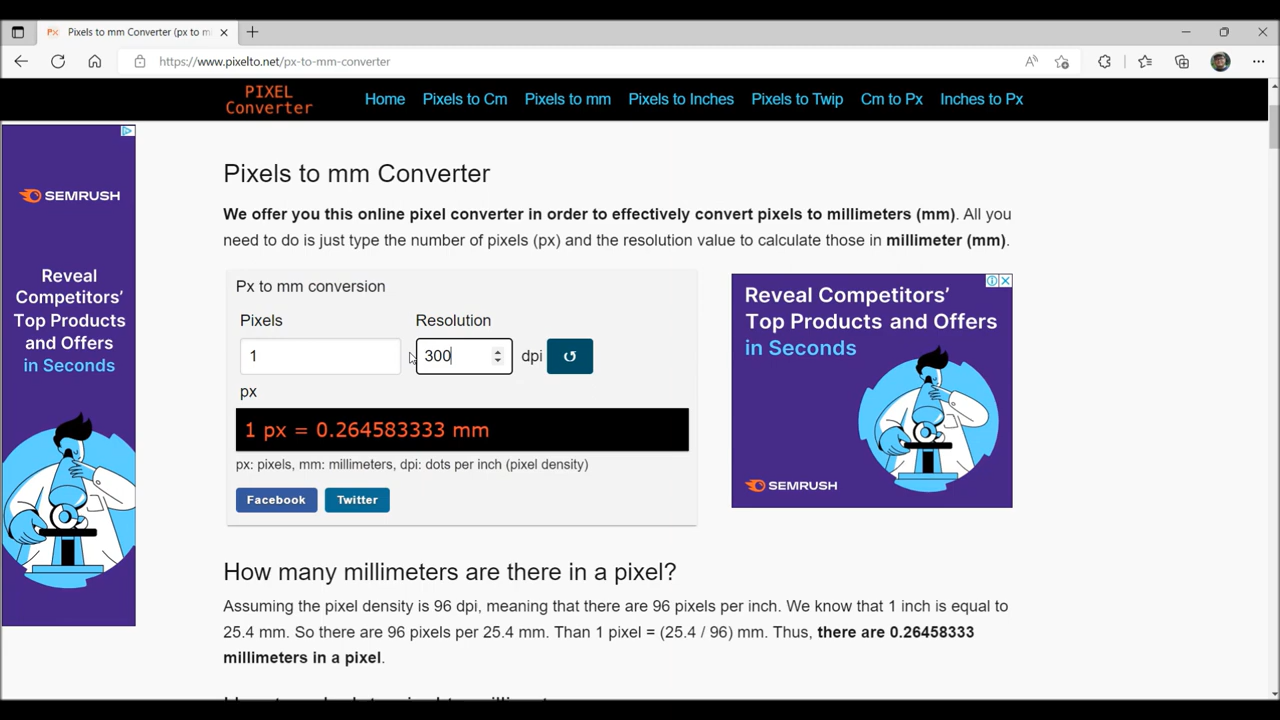 Pixels to mm Converter (px to m
https://www.pixelto.net/px-to-mm-converter
PIXEL
Converter
Home
Pixels to Cm
Pixels to mm
Pixels to Inches
Pixels to Twip
Cm to Px
Inches to Px
SEMRUSH
Reveal
Competitors’
Top Products
and Offers
in Seconds
Pixels to mm Converter
We offer you this online pixel converter in order to effectively convert pixels to millimeters (mm). All you
need to do is just type the number of pixels (px) and the resolution value to calculate those in millimeter (mm).
Px to mm conversion
Pixels
Resolution
1
300
dpi
px
1 px = 0.264583333 mm
px: pixels, mm: millimeters, dpi: dots per inch (pixel density)
Facebook
Twitter
Reveal Competitors’
Top Products and Offers
in Seconds
SEMRUSH
How many millimeters are there in a pixel?
Assuming the pixel density is 96 dpi, meaning that there are 96 pixels per inch. We know that 1 inch is equal to
25.4 mm. So there are 96 pixels per 25.4 mm. Than 1 pixel = (25.4 / 96) mm. Thus, there are 0.26458333
millimeters in a pixel.